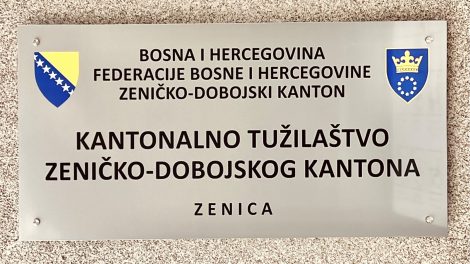 BOSNA I HERCEGOVINA
FEDERACIJE BOSNE I HERCEGOVINE
ZENIČKO-DOBOJSKI KANTON
KANTONALNO TUŽILAŠTVO
ZENIČKO-DOBOJSKOG KANTONA
ZENICA